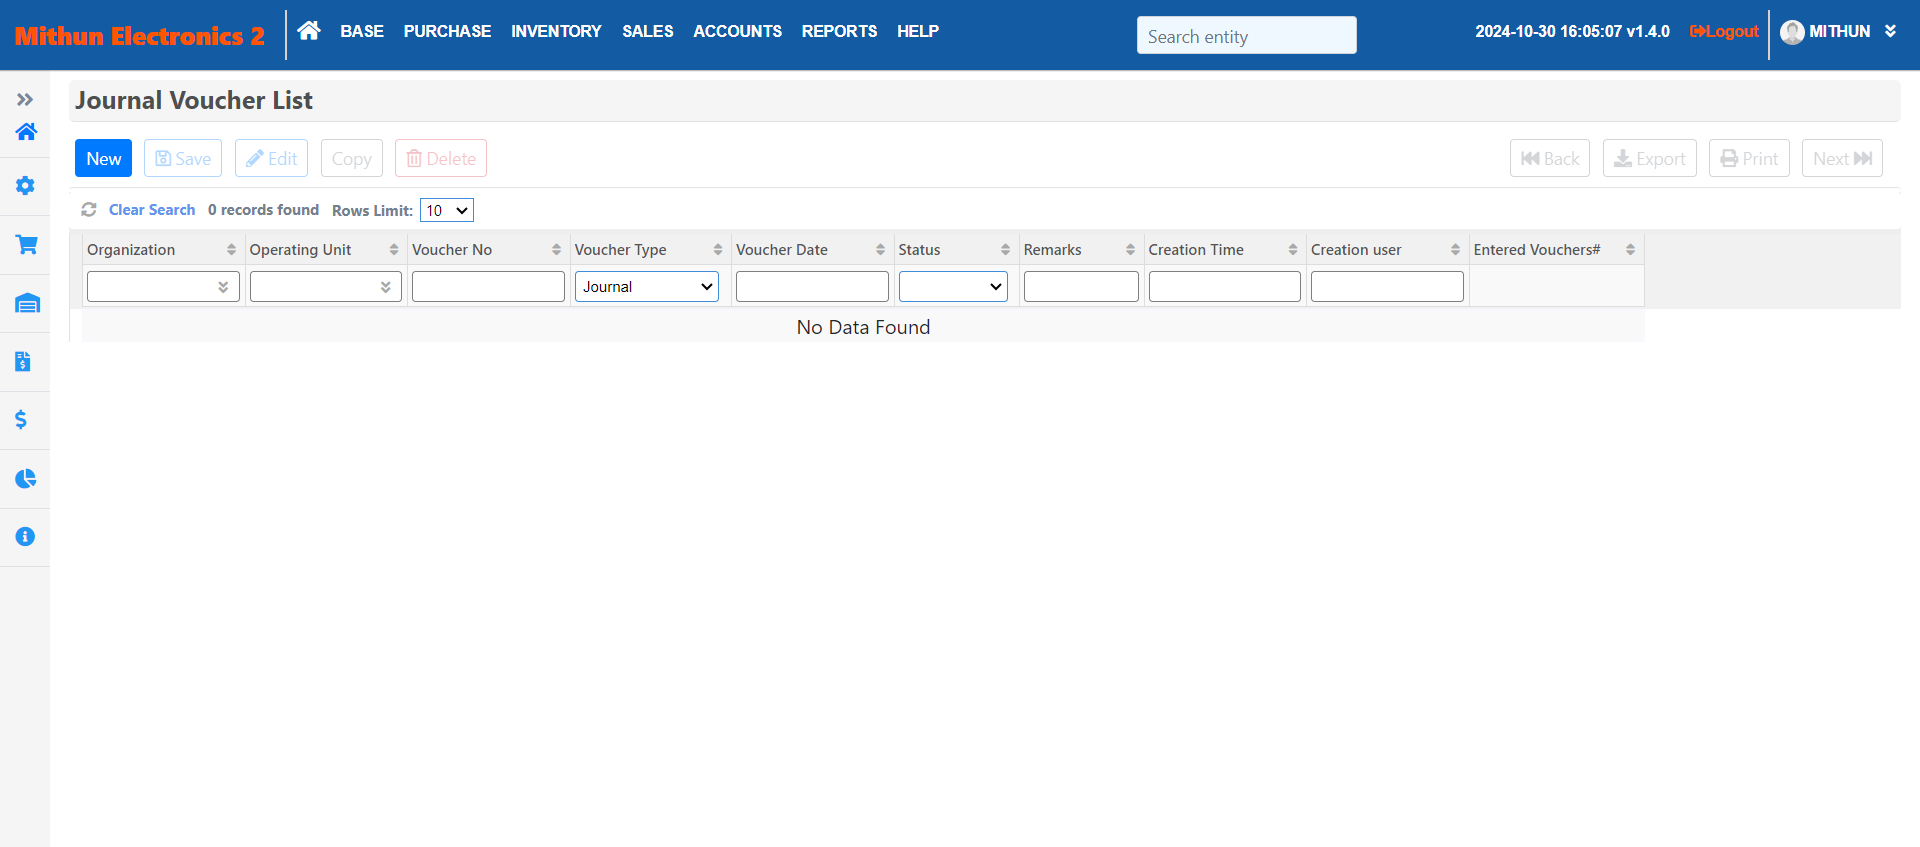 Mithun Electronics 2 BASE PURCHASE INVENTORY SALES ACCOUNTS REPORTS HELP Search entity 2024-10-30 16:05:07 v1.4.0 Logout MITHUN
Journal Voucher List
New Save Edit Copy Delete Back Export Print Next
Clear Search 0 records found Rows Limit: 10
Organization Operating Unit Voucher No Voucher Type Voucher Date Status Remarks Creation Time Creation user Entered Vouchers#
Journal
No Data Found